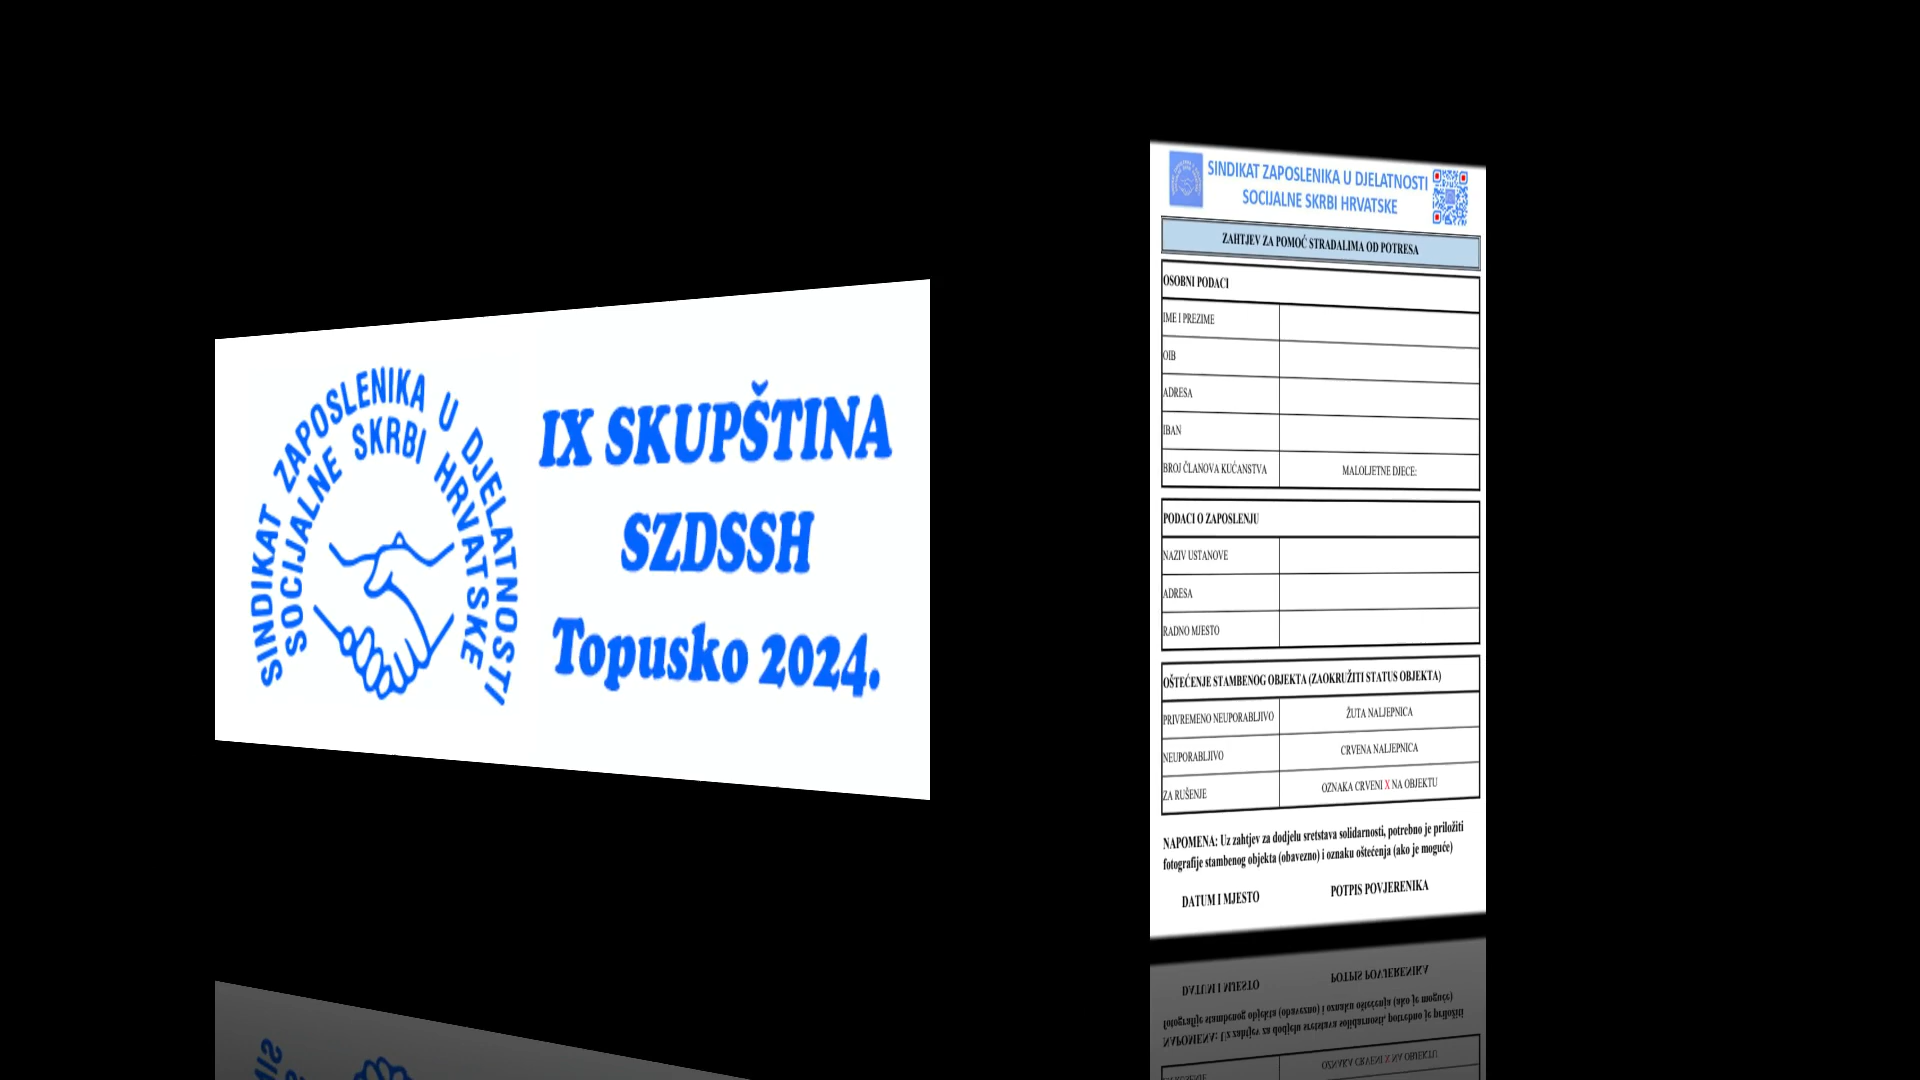 SINDIKAT ZAPOSLENIKA U DJELATNOSTI
SOCIJALNE SKRBI HRVATSKE
IX SKUPŠTINA
SZDSSH
Topusko 2024.
SINDIKAT ZAPOSLENIKA U DJELATNOSTI
SOCIJALNE SKRBI HRVATSKE
ZAHTJEV ZA POMOĆ STRADALIMA OD POTRESA
OSOBNI PODACI
IME I PREZIME
OIB
ADRESA
IBAN
BROJ ČLANOVA KUĆANSTVA MALOLJETNE DJECE:
PODACI O ZAPOSLENJU
NAZIV USTANOVE
ADRESA
RADNO MJESTO
OŠTEĆENJE STAMBENOG OBJEKTA (ZAOKRUŽITI STATUS OBJEKTA)
PRIVREMENO NEUPORABLJIVO ŽUTA NALJEPNICA
NEUPORABLJIVO CRVENA NALJEPNICA
ZA RUŠENJE OZNAKA CRVENI X NA OBJEKTU
NAPOMENA: Uz zahtjev za dodjelu sretstava solidarnosti, potrebno je priložiti
fotografije stambenog objekta (obavezno) i oznaku oštećenja (ako je moguće)
DATUM I MJESTO POTPIS POVJERENIKA